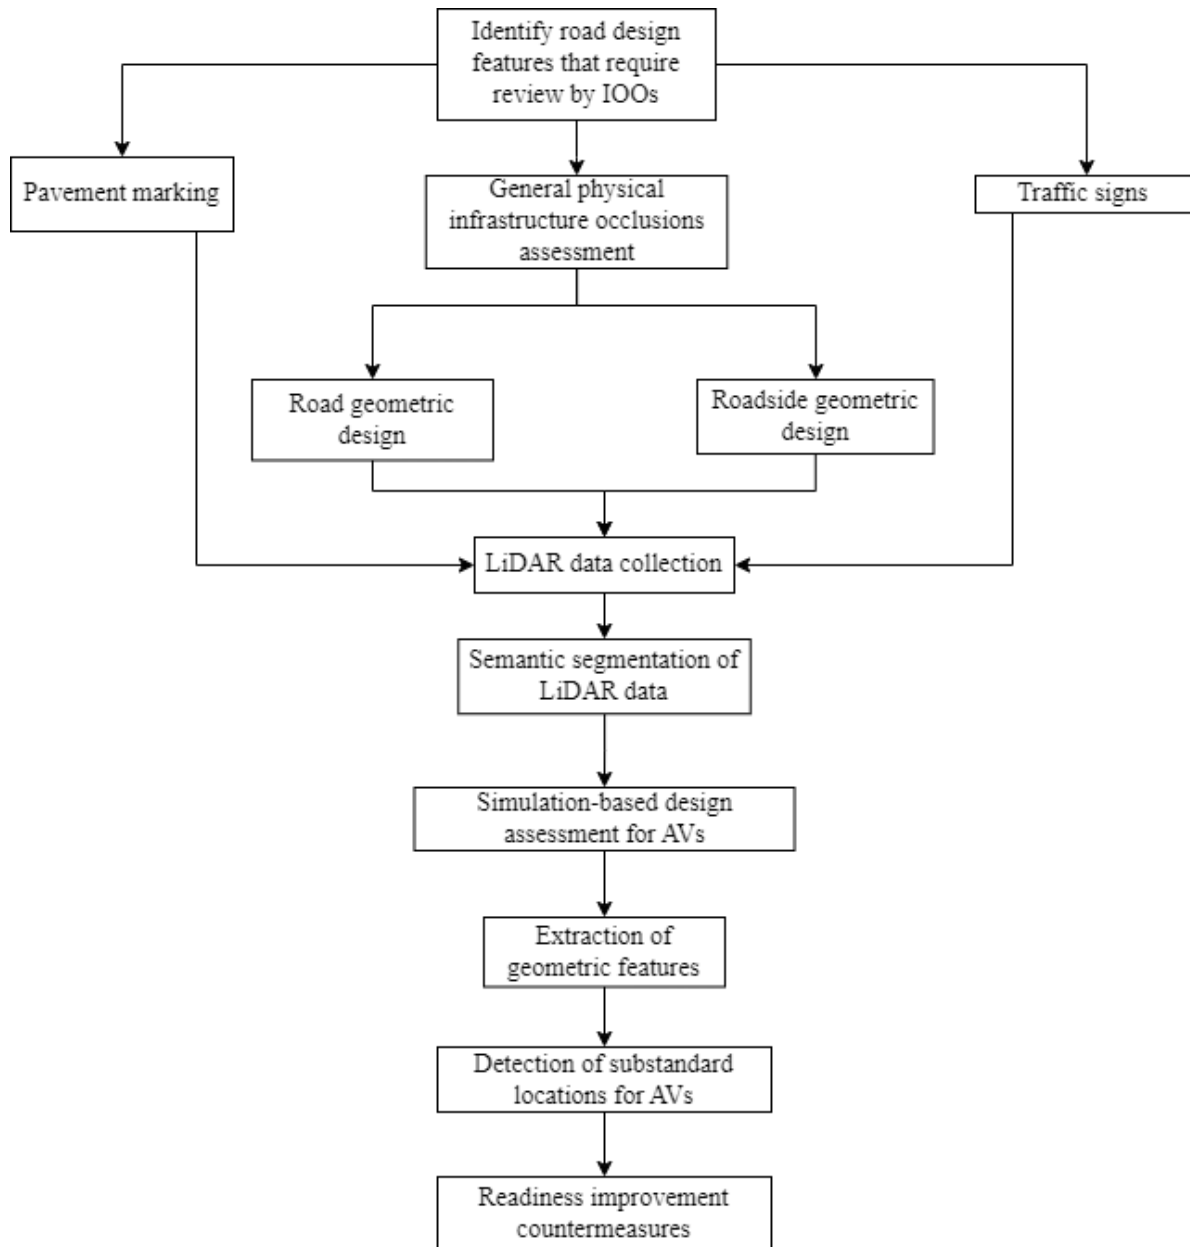 Identify road design
features that require
review by IOOs
Pavement marking
General physical
infrastructure occlusions
assessment
Traffic signs
Road geometric
design
Roadside geometric
design
LiDAR data collection
Semantic segmentation of
LiDAR data
Simulation-based design
assessment for AVs
Extraction of
geometric features
Detection of substandard
locations for AVs
Readiness improvement
countermeasures